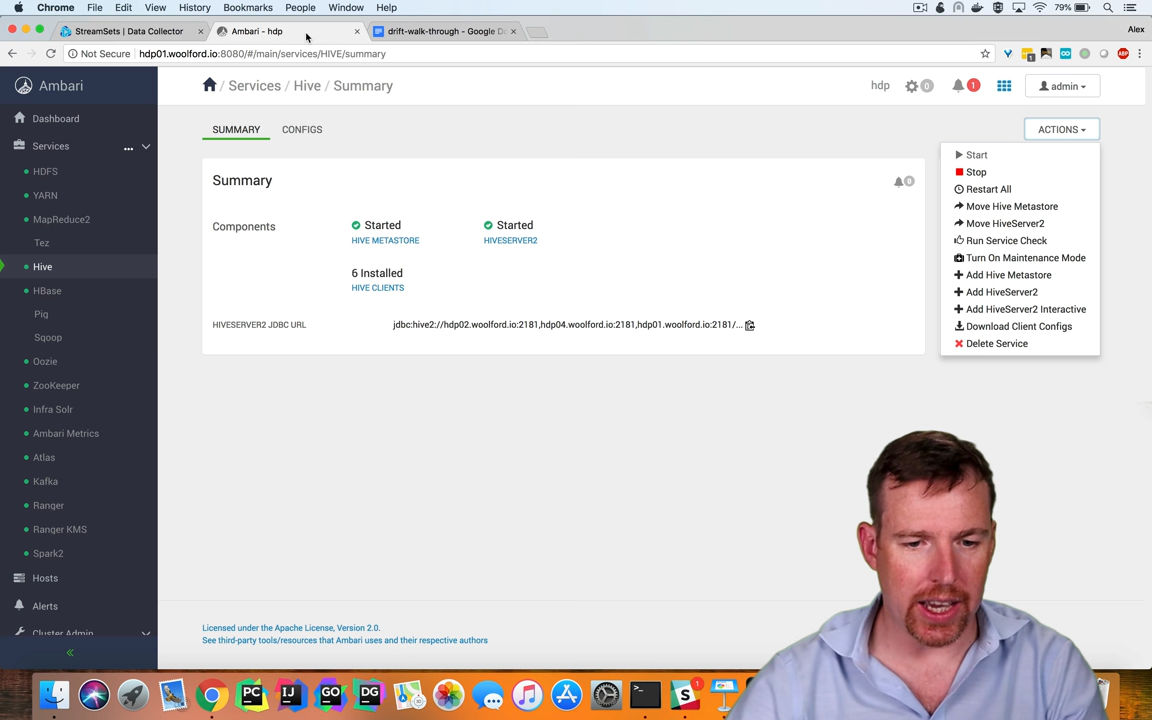 Chrome File Edit View History Bookmarks People Window Help 79%
StreamSets | Data Collector Ambari - hdp drift-walk-through - Google Do Alex
Not Secure hdp01.woolford.io:8080/#/main/services/HIVE/summary ABP
Ambari / Services / Hive / Summary hdp 0 1 admin
Dashboard
Services
...
HDFS
YARN
MapReduce2
Tez
Hive
HBase
Pig
Sqoop
Oozie
ZooKeeper
Infra Solr
Ambari Metrics
Atlas
Kafka
Ranger
Ranger KMS
Spark2
Hosts
Alerts
Cluster Admin
«
SUMMARY CONFIGS
Summary 0
Components
Started
HIVE METASTORE
Started
HIVESERVER2
6 Installed
HIVE CLIENTS
HIVESERVER2 JDBC URL jdbc:hive2://hdp02.woolford.io:2181,hdp04.woolford.io:2181,hdp01.woolford.io:2181/...
ACTIONS
Start
Stop
Restart All
Move Hive Metastore
Move HiveServer2
Run Service Check
Turn On Maintenance Mode
Add Hive Metastore
Add HiveServer2
Add HiveServer2 Interactive
Download Client Configs
Delete Service
Licensed under the Apache License, Version 2.0.
See third-party tools/resources that Ambari uses and their respective authors
PC IJ GO DG 1